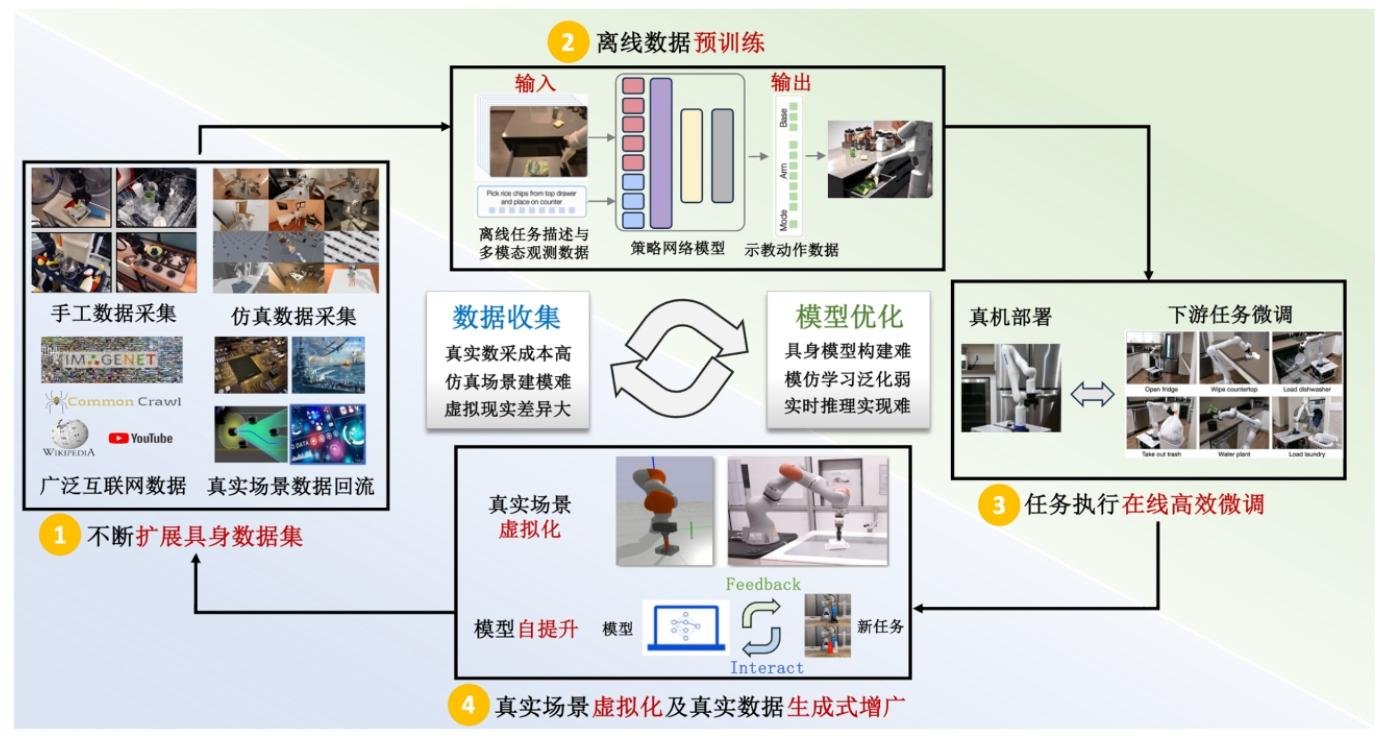 2 离线数据预训练
输入
输出
Pick rice chips from top drawer
and place on counter
Base
Arm
Mode
离线任务描述与
多模态观测数据
策略网络模型
示教动作数据
手工数据采集
仿真数据采集
IMAGENET
Common Crawl
WIKIPEDIA
YouTube
DATA
广泛互联网数据
真实场景数据回流
1 不断扩展具身数据集
数据收集
真实数采成本高
仿真场景建模难
虚拟现实差异大
模型优化
具身模型构建难
模仿学习泛化弱
实时推理实现难
真机部署
下游任务微调
Open fridge
Wipe countertop
Load dishwasher
Take out trash
Water plant
Load laundry
3 任务执行在线高效微调
真实场景
虚拟化
Feedback
模型自提升
模型
新任务
Interact
4 真实场景虚拟化及真实数据生成式增广